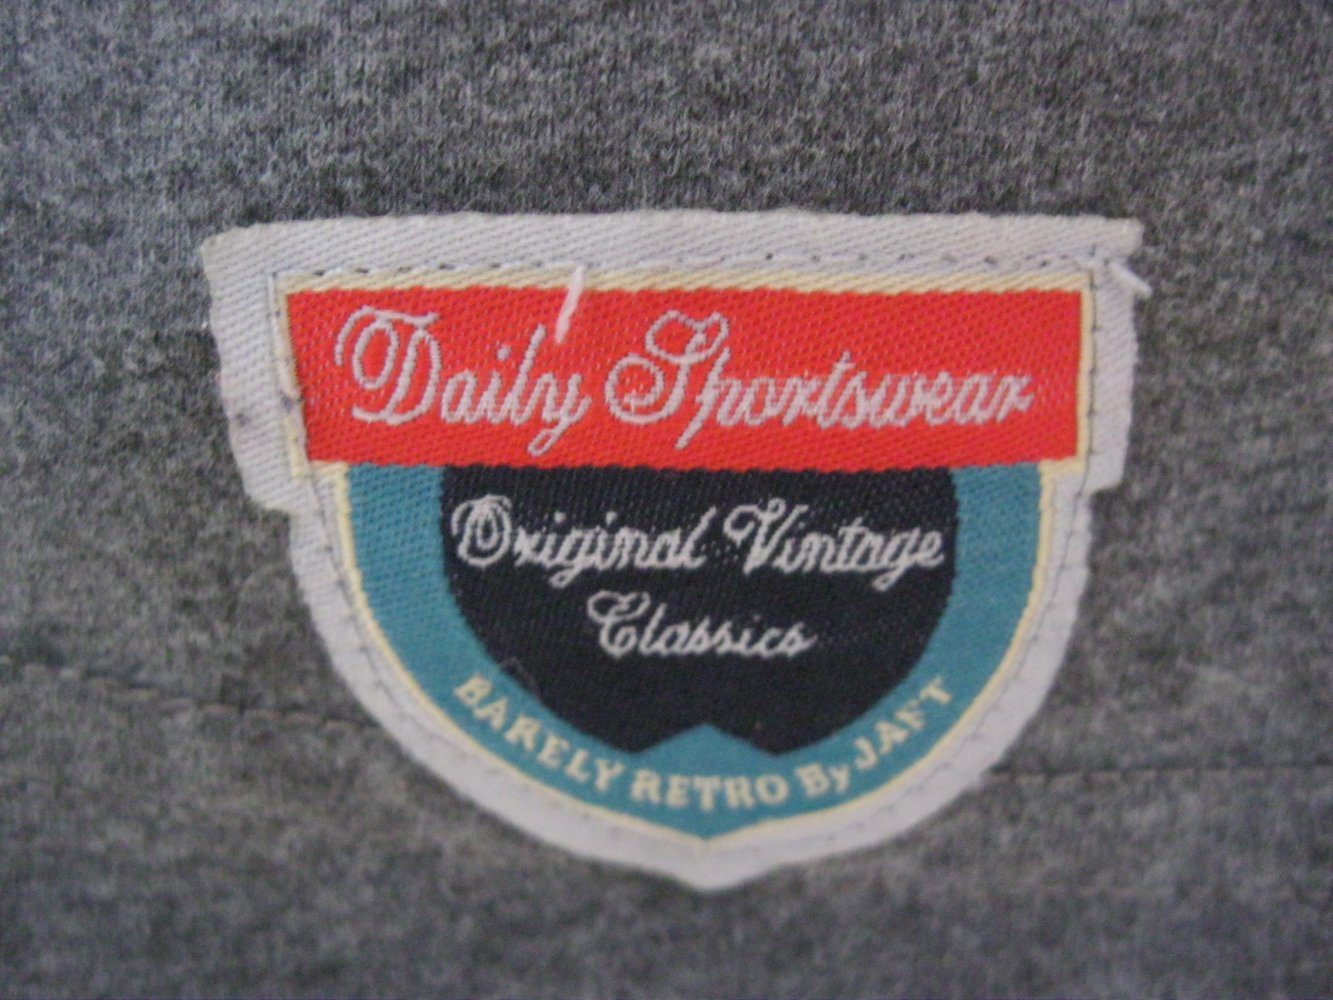 Daily Sportswear
Original Vintage
Classics
BARELY RETRO By JAFT